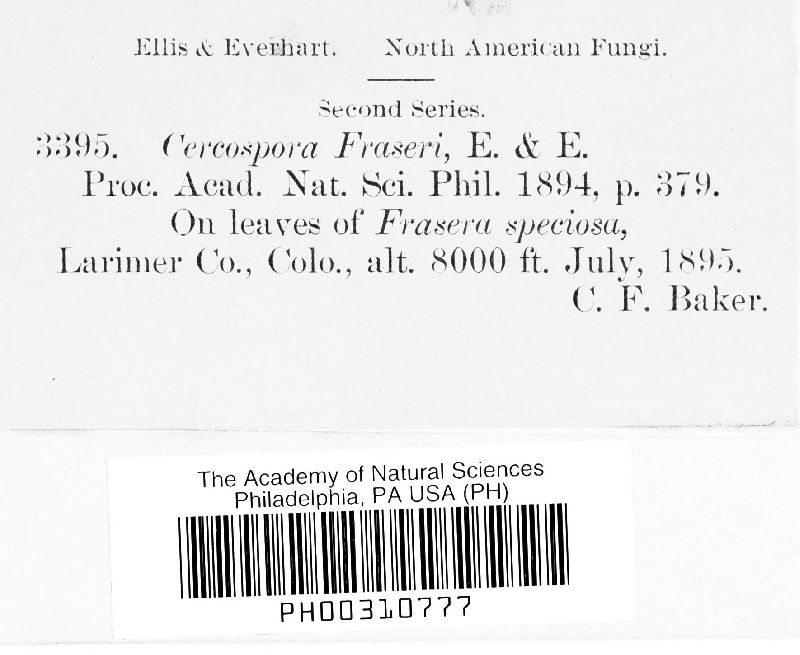 Ellis & Everhart. North American Fungi.
Second Series.
3395. Cercospora Fraseri, E. & E.
Proc. Acad. Nat. Sci. Phil. 1894, p. 379.
On leaves of Frasera speciosa,
Larimer Co., Colo., alt. 8000 ft. July, 1895.
C. F. Baker.
The Academy of Natural Sciences
Philadelphia, PA USA (PH)
PH00310777